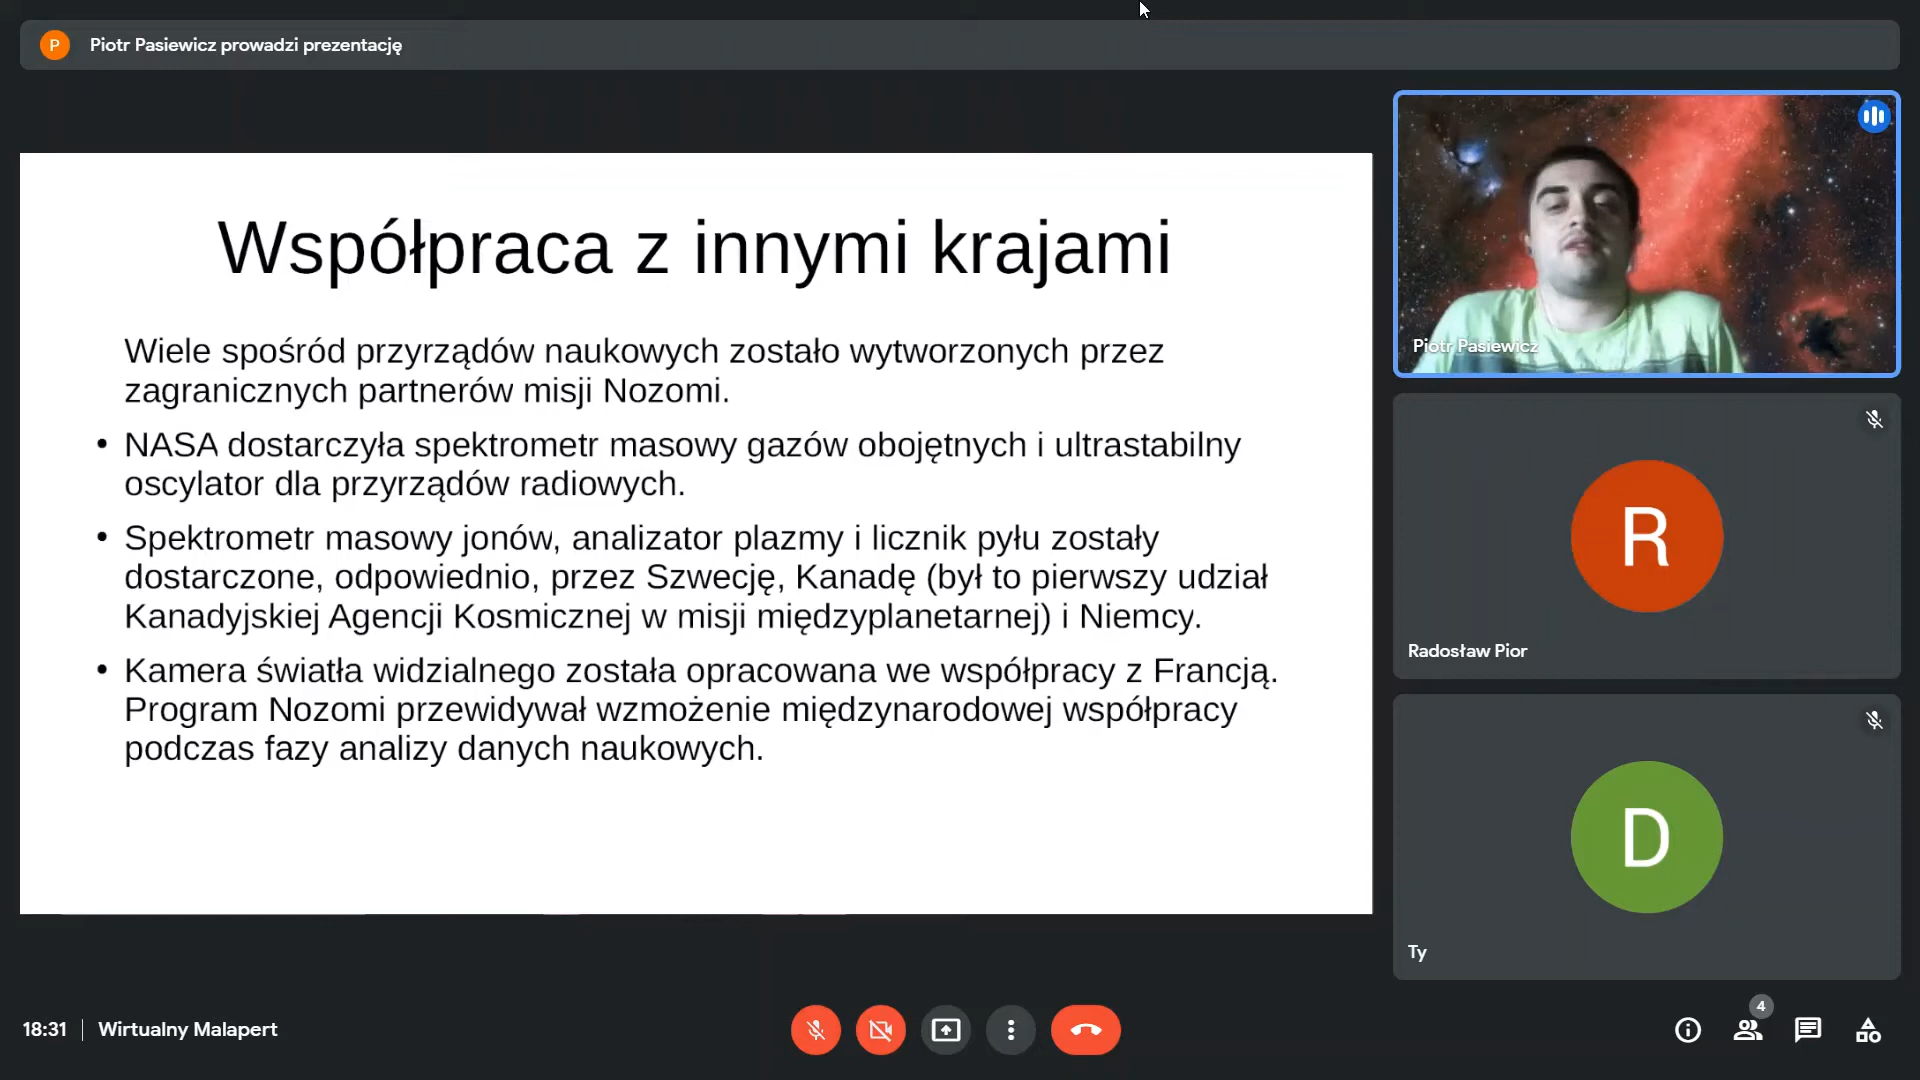 P
Piotr Pasiewicz prowadzi prezentację
Współpraca z innymi krajami
Wiele spośród przyrządów naukowych zostało wytworzonych przez
zagranicznych partnerów misji Nozomi.
• NASA dostarczyła spektrometr masowy gazów obojętnych i ultrastabilny
oscylator dla przyrządów radiowych.
• Spektrometr masowy jonów, analizator plazmy i licznik pyłu zostały
dostarczone, odpowiednio, przez Szwecję, Kanadę (był to pierwszy udział
Kanadyjskiej Agencji Kosmicznej w misji międzyplanetarnej) i Niemcy.
• Kamera światła widzialnego została opracowana we współpracy z Francją.
Program Nozomi przewidywał wzmożenie międzynarodowej współpracy
podczas fazy analizy danych naukowych.
Piotr Pasiewicz
R
Radosław Pior
D
Ty
18:31 | Wirtualny Malapert
4